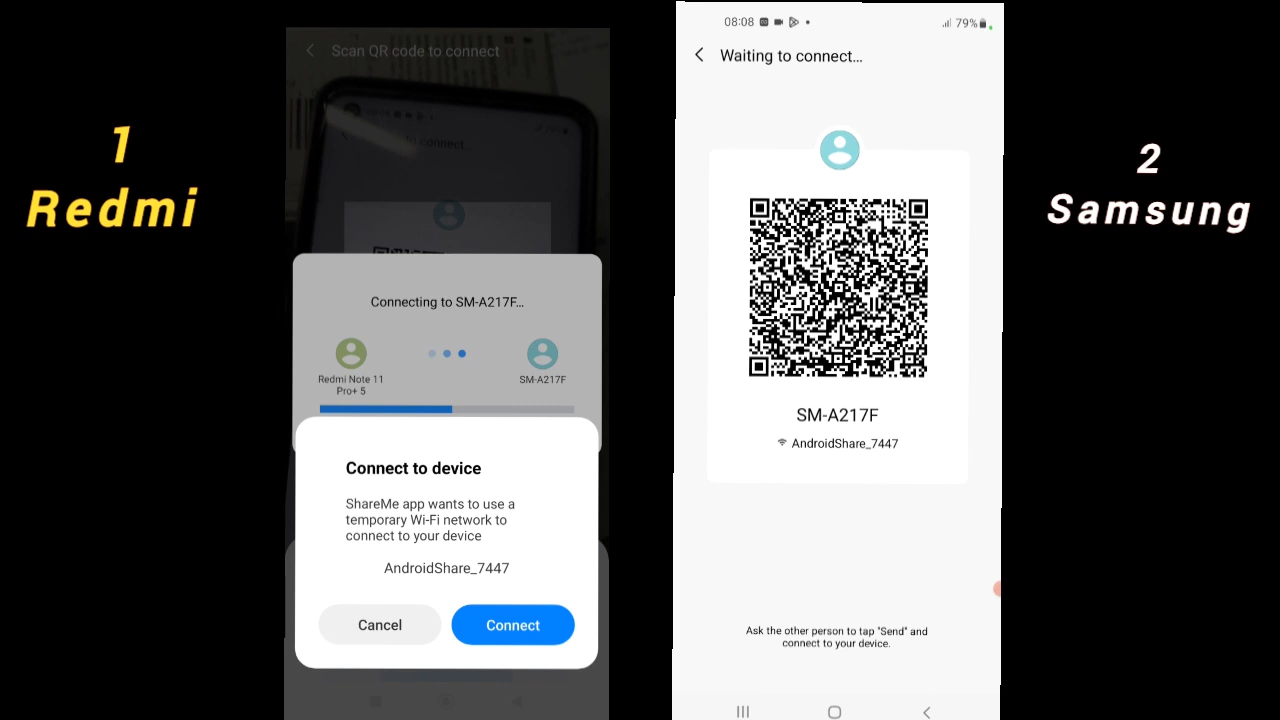 1
Redmi
Scan QR code to connect
to connect...
Connecting to SM-A217F...
Redmi Note 11
Pro+ 5
SM-A217F
Connect to device
ShareMe app wants to use a
temporary Wi-Fi network to
connect to your device
AndroidShare_7447
Cancel
Connect
08:08
79%
Waiting to connect...
SM-A217F
AndroidShare_7447
Ask the other person to tap "Send" and
connect to your device.
2
Samsung